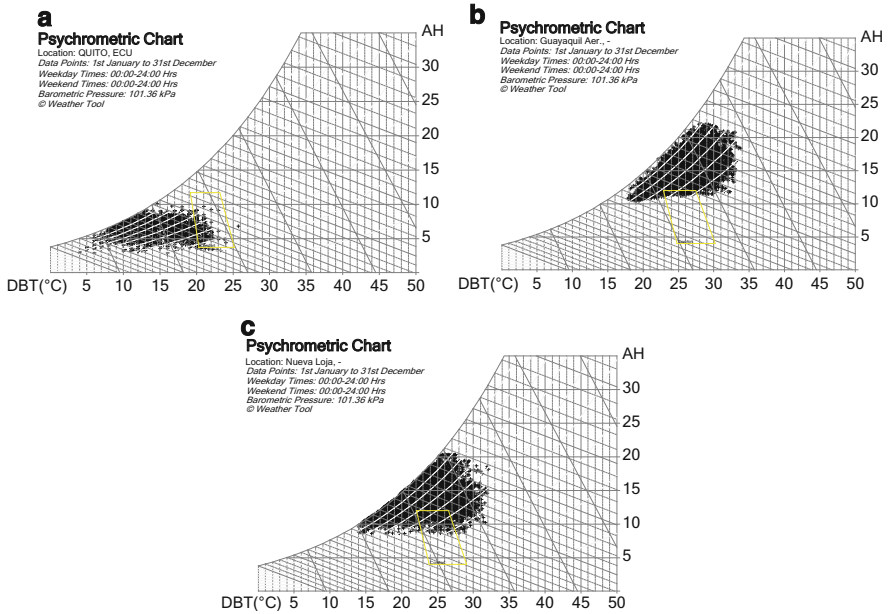 a
Psychrometric Chart
Location: QUITO, ECU
Data Points: 1st January to 31st December
Weekday Times: 00:00-24:00 Hrs
Weekend Times: 00:00-24:00 Hrs
Barometric Pressure: 101.36 kPa
© Weather Tool
AH
30
25
20
15
10
5
DBT(°C) 5 10 15 20 25 30 35 40 45 50
b
Psychrometric Chart
Location: Guayaquil Aer., -
Data Points: 1st January to 31st December
Weekday Times: 00:00-24:00 Hrs
Weekend Times: 00:00-24:00 Hrs
Barometric Pressure: 101.36 kPa
© Weather Tool
AH
30
25
20
15
10
5
DBT(°C) 5 10 15 20 25 30 35 40 45 50
c
Psychrometric Chart
Location: Nueva Loja, -
Data Points: 1st January to 31st December
Weekday Times: 00:00-24:00 Hrs
Weekend Times: 00:00-24:00 Hrs
Barometric Pressure: 101.36 kPa
© Weather Tool
AH
30
25
20
15
10
5
DBT(°C) 5 10 15 20 25 30 35 40 45 50